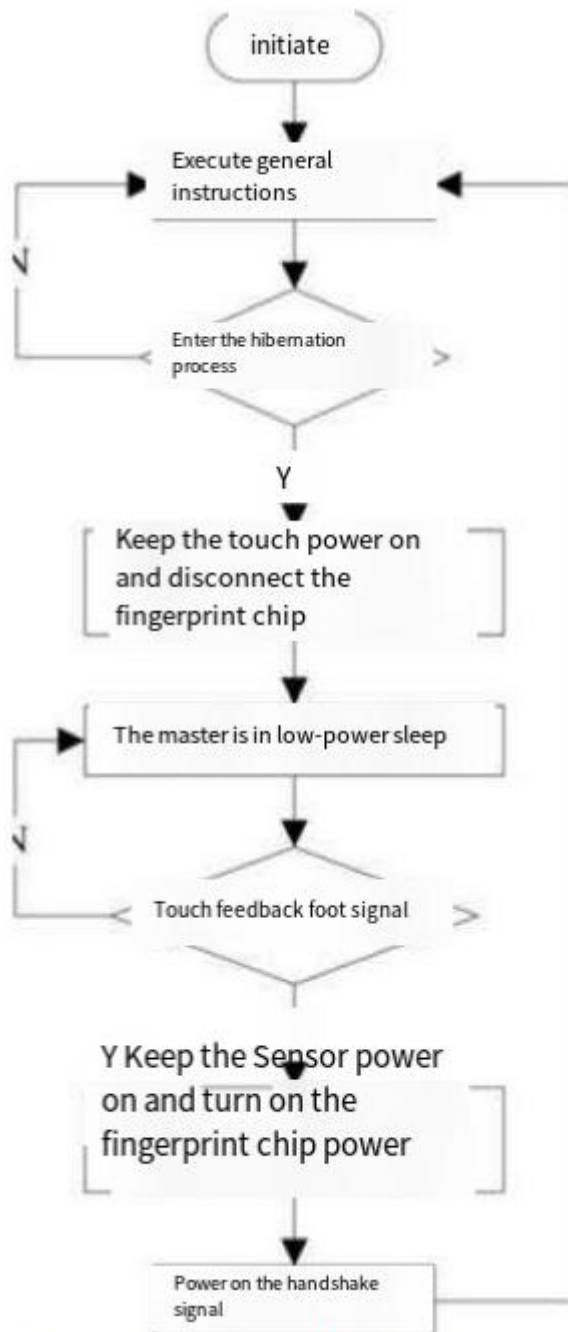 initiate
Execute general
instructions
Enter the hibernation
process
Y
Keep the touch power on
and disconnect the
fingerprint chip
The master is in low-power sleep
Touch feedback foot signal
Y Keep the Sensor power
on and turn on the
fingerprint chip power
Power on the handshake
signal